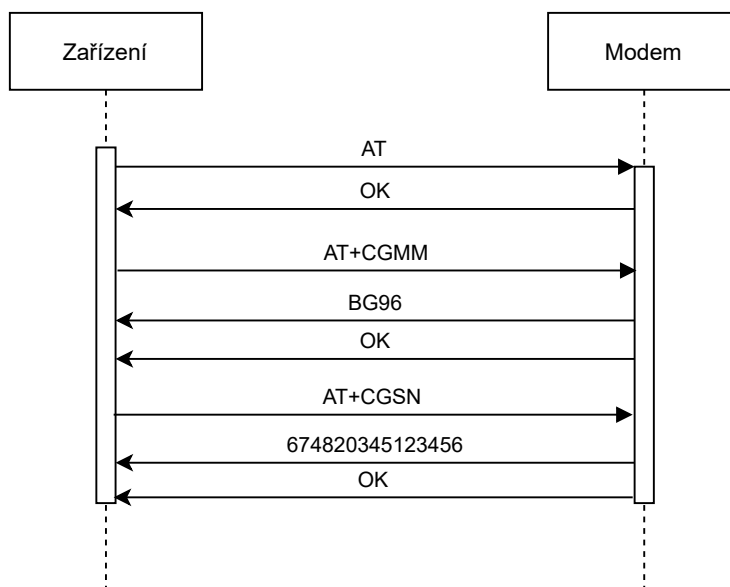 Zařízení
Modem
AT
OK
AT+CGMM
BG96
OK
AT+CGSN
674820345123456
OK